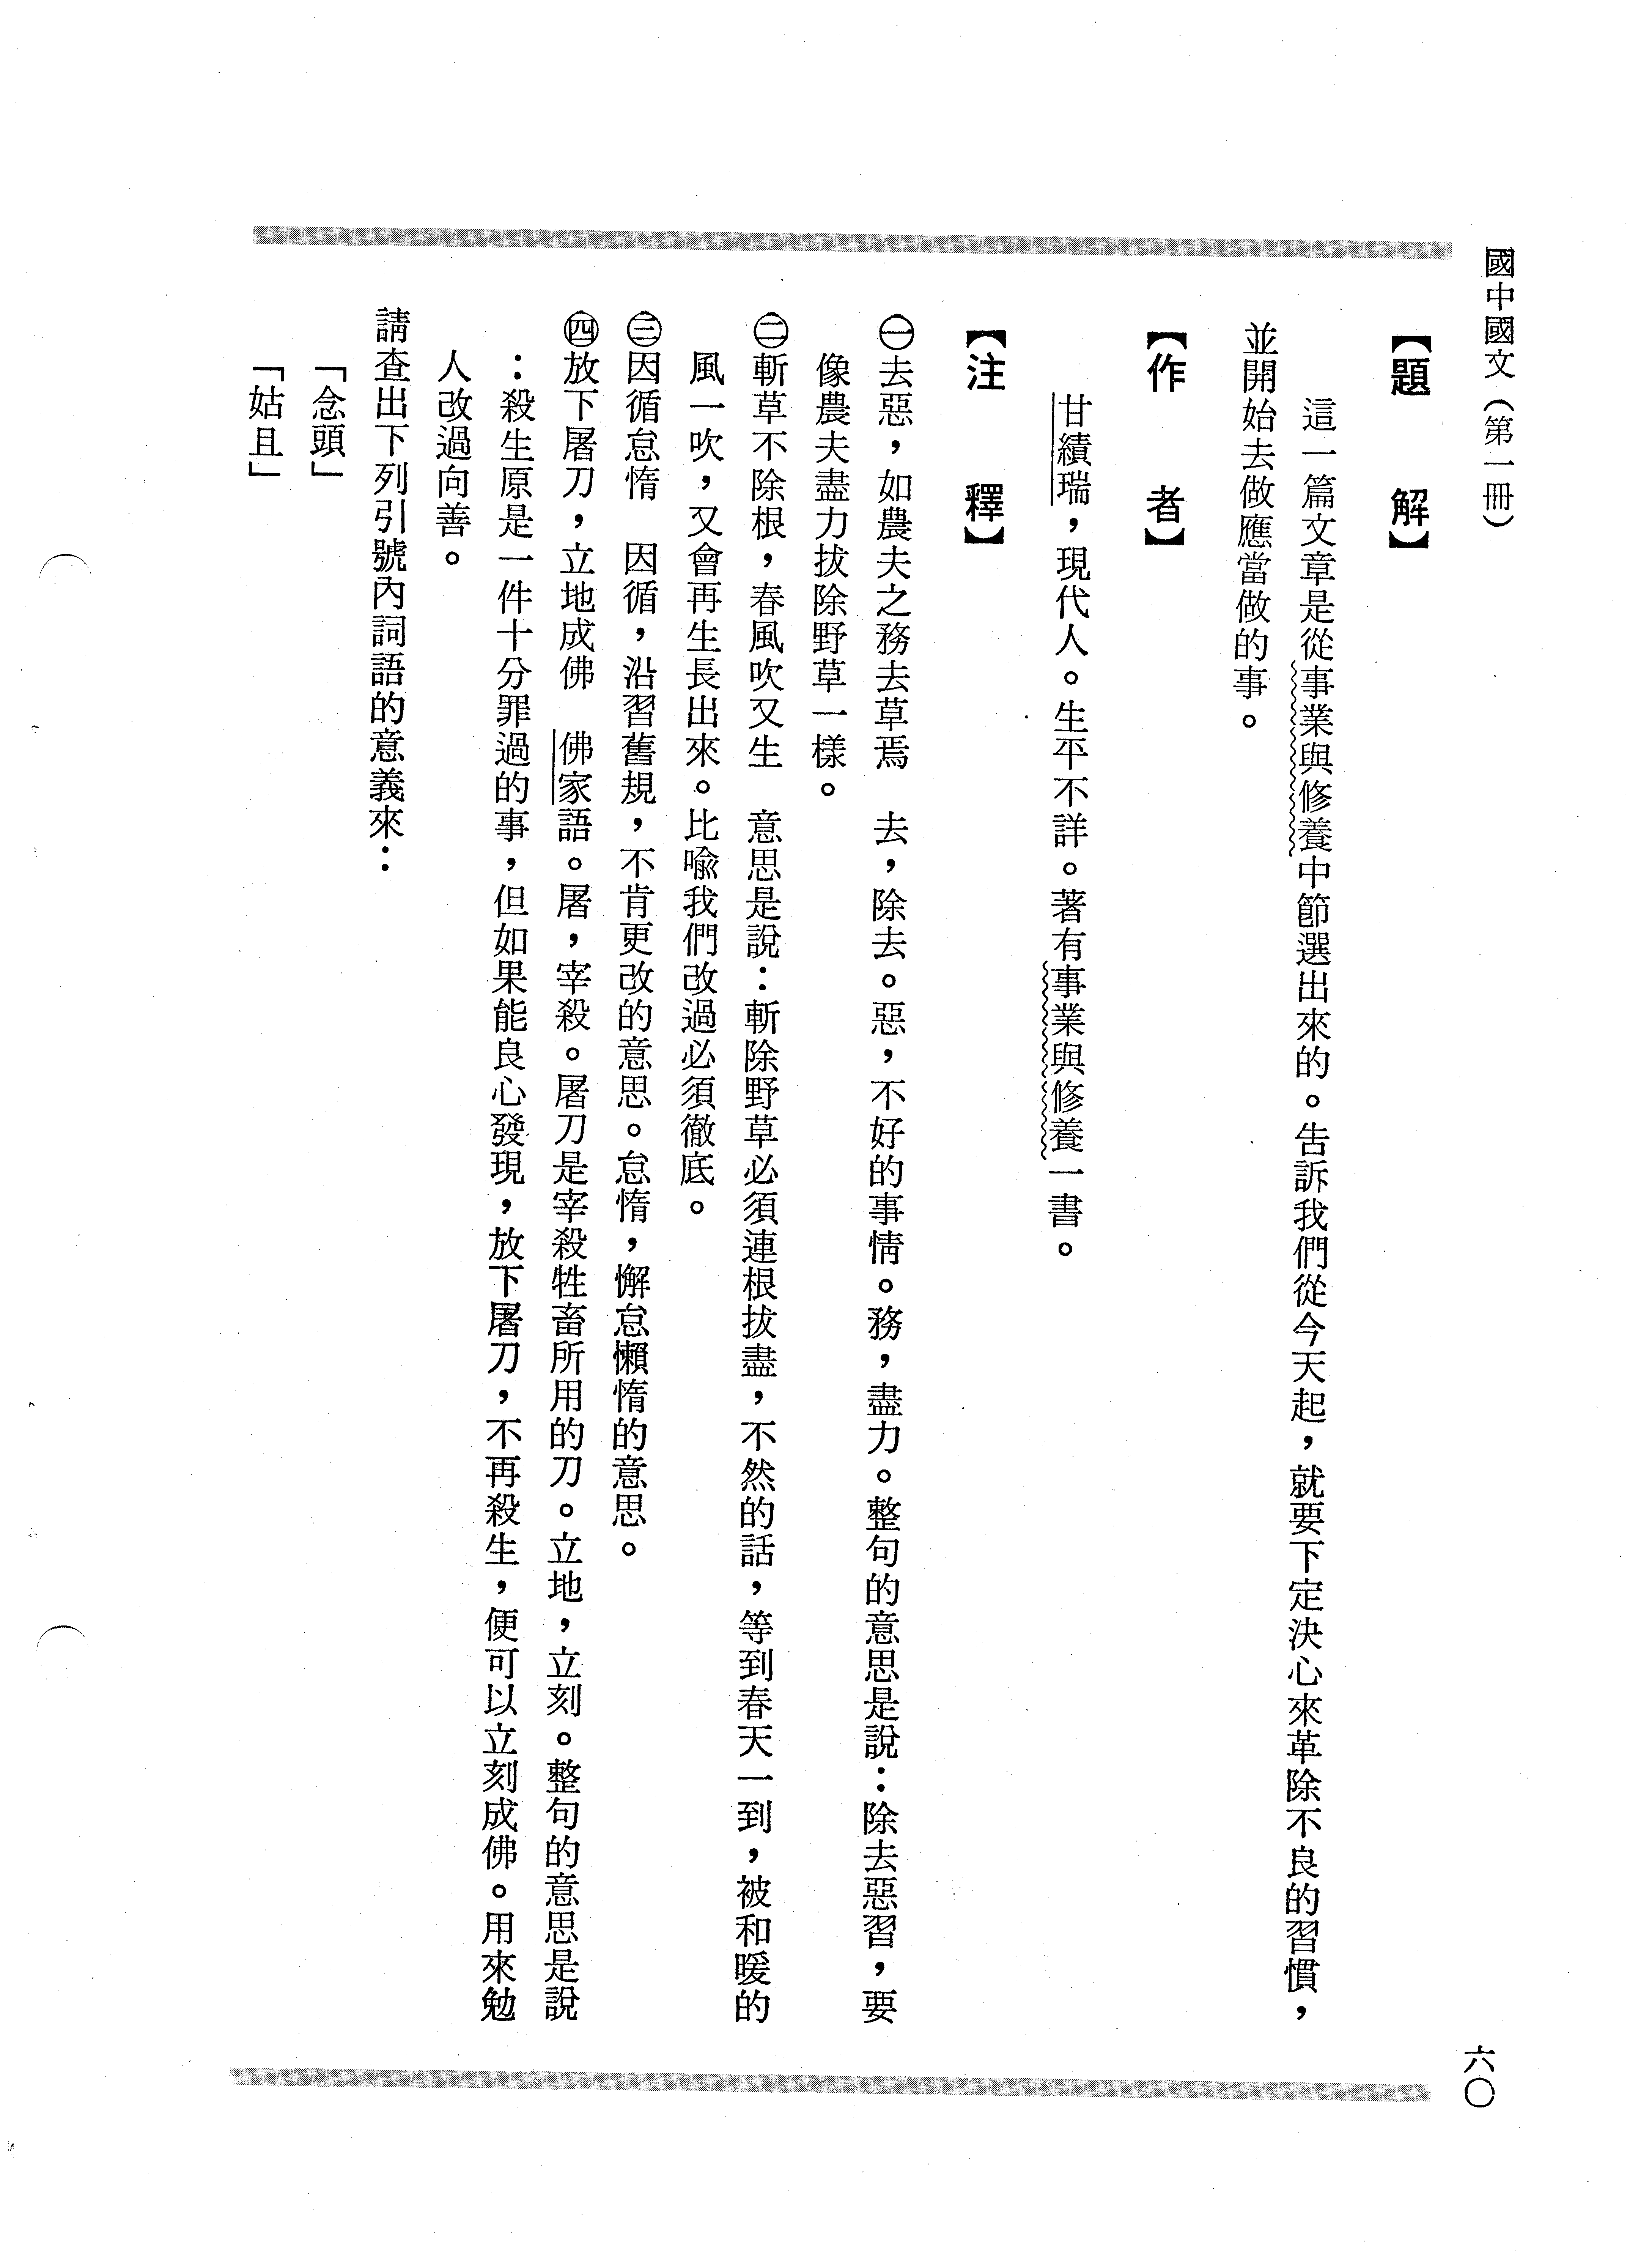 國中國文(第一冊)
六〇
【題解】
這一篇文章是從事業與修養中節選出來的。告訴我們從今天起,就要下定決心來革除不良的習慣,
並開始去做應當做的事。
【作者】
甘績瑞,現代人。生平不詳。著有事業與修養一書。
【注釋】
㊀去惡,如農夫之務去草焉　去,除去。惡,不好的事情。務,盡力。整句的意思是說:除去惡習,要
像農夫盡力拔除野草一樣。
㊁斬草不除根,春風吹又生　意思是說:斬除野草必須連根拔盡,不然的話,等到春天一到,被和暖的
風一吹,又會再生長出來。比喻我們改過必須徹底。
㊂因循怠惰　因循,沿習舊規,不肯更改的意思。怠惰,懈怠懶惰的意思。
㊃放下屠刀,立地成佛　佛家語。屠,宰殺。屠刀是宰殺牲畜所用的刀。立地,立刻。整句的意思是說
:殺生原是一件十分罪過的事,但如果能良心發現,放下屠刀,不再殺生,便可以立刻成佛。用來勉
人改過向善。
請查出下列引號內詞語的意義來:
「念頭」
「姑且」